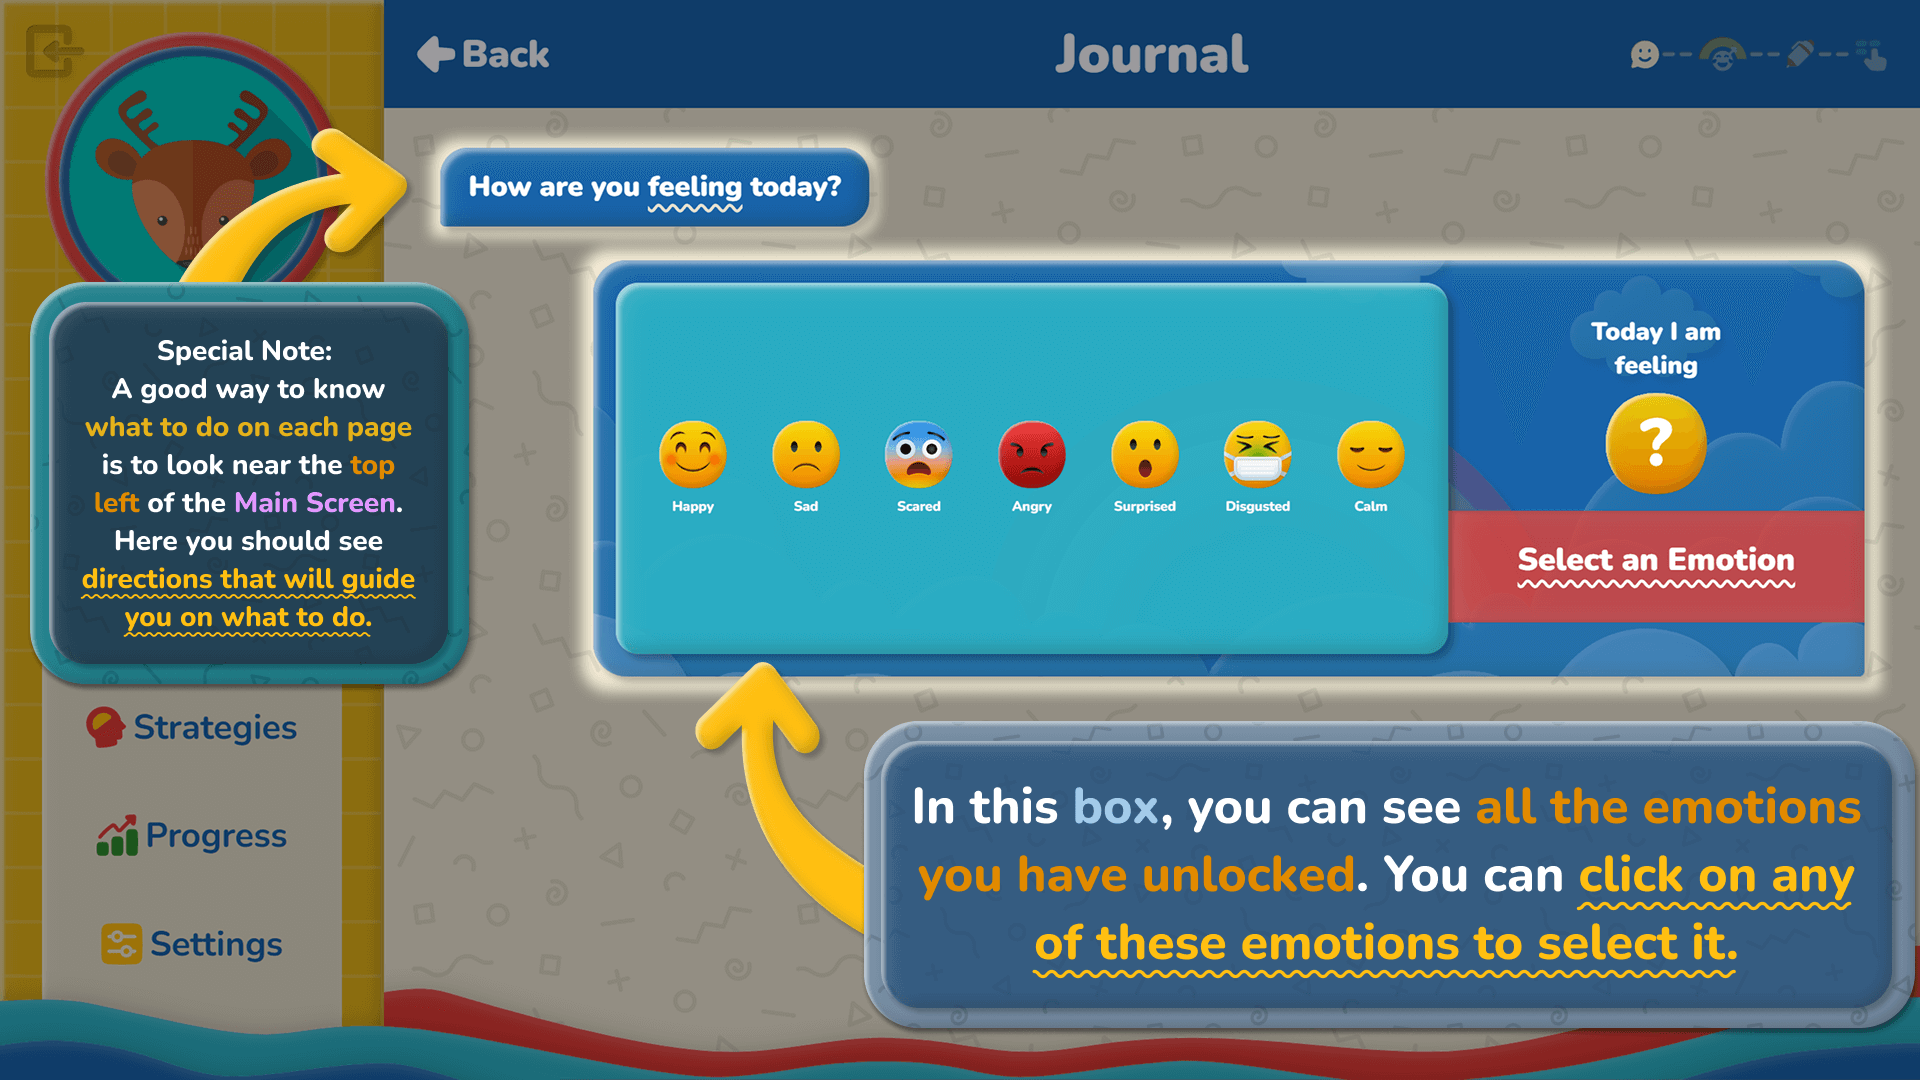 Back
Journal
How are you feeling today?
Special Note:
A good way to know
what to do on each page
is to look near the top
left of the Main Screen.
Here you should see
directions that will guide
you on what to do.
Happy
Sad
Scared
Angry
Surprised
Disgusted
Calm
Today I am
feeling
?
Select an Emotion
Strategies
Progress
Settings
In this box, you can see all the emotions
you have unlocked. You can click on any
of these emotions to select it.